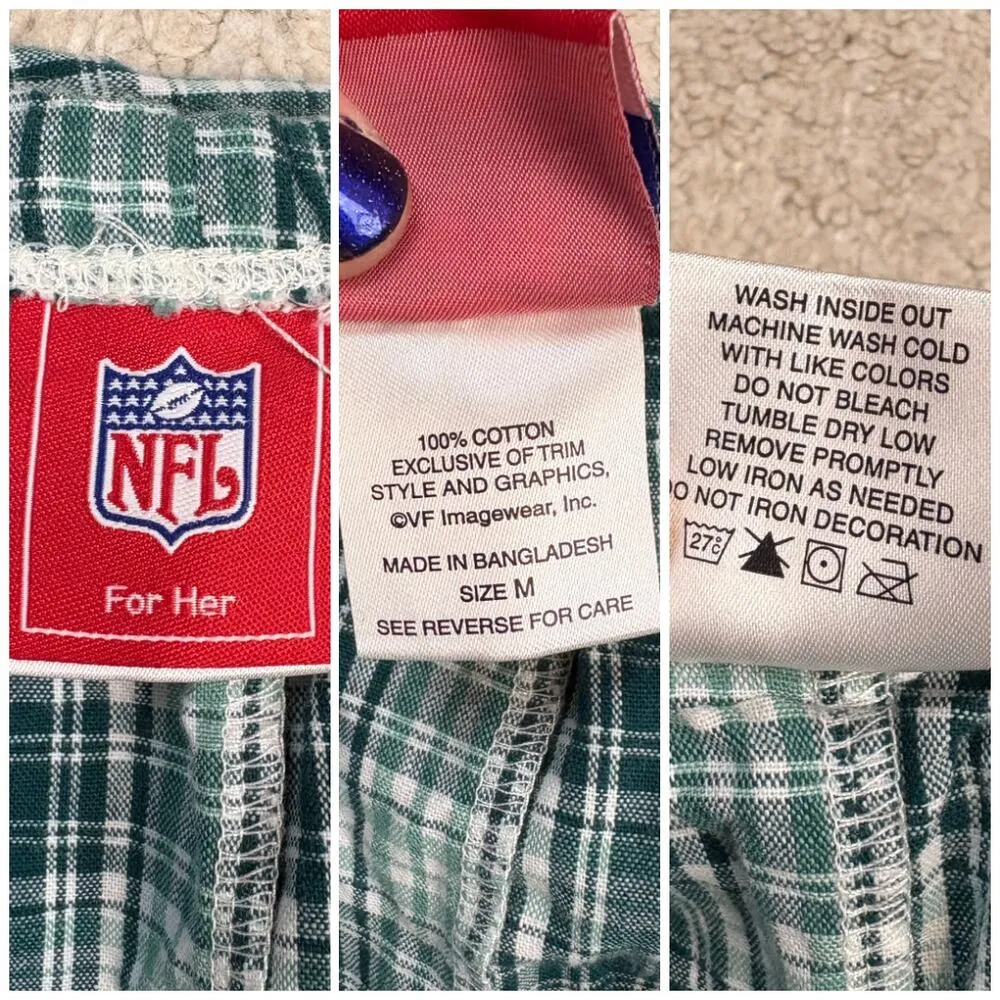 NFL
For Her
100% COTTON
EXCLUSIVE OF TRIM
STYLE AND GRAPHICS,
©VF Imagewear, Inc.
MADE IN BANGLADESH
SIZE M
SEE REVERSE FOR CARE
WASH INSIDE OUT
MACHINE WASH COLD
WITH LIKE COLORS
DO NOT BLEACH
TUMBLE DRY LOW
REMOVE PROMPTLY
LOW IRON AS NEEDED
DO NOT IRON DECORATION
27°C